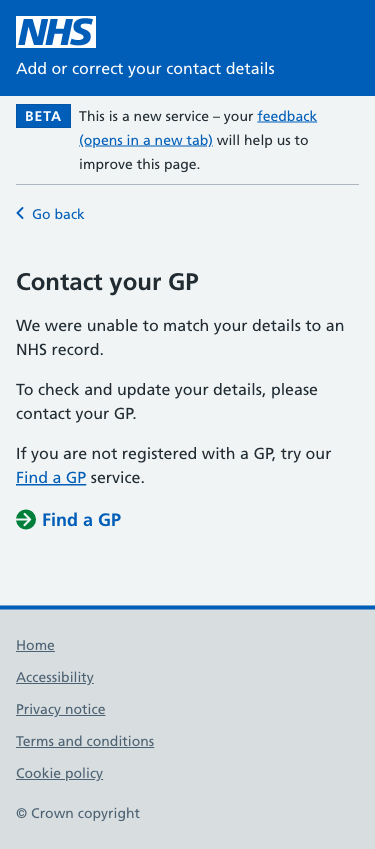 NHS
Add or correct your contact details
BETA This is a new service – your feedback
(opens in a new tab) will help us to
improve this page.
Go back
Contact your GP
We were unable to match your details to an
NHS record.
To check and update your details, please
contact your GP.
If you are not registered with a GP, try our
Find a GP service.
Find a GP
Home
Accessibility
Privacy notice
Terms and conditions
Cookie policy
© Crown copyright